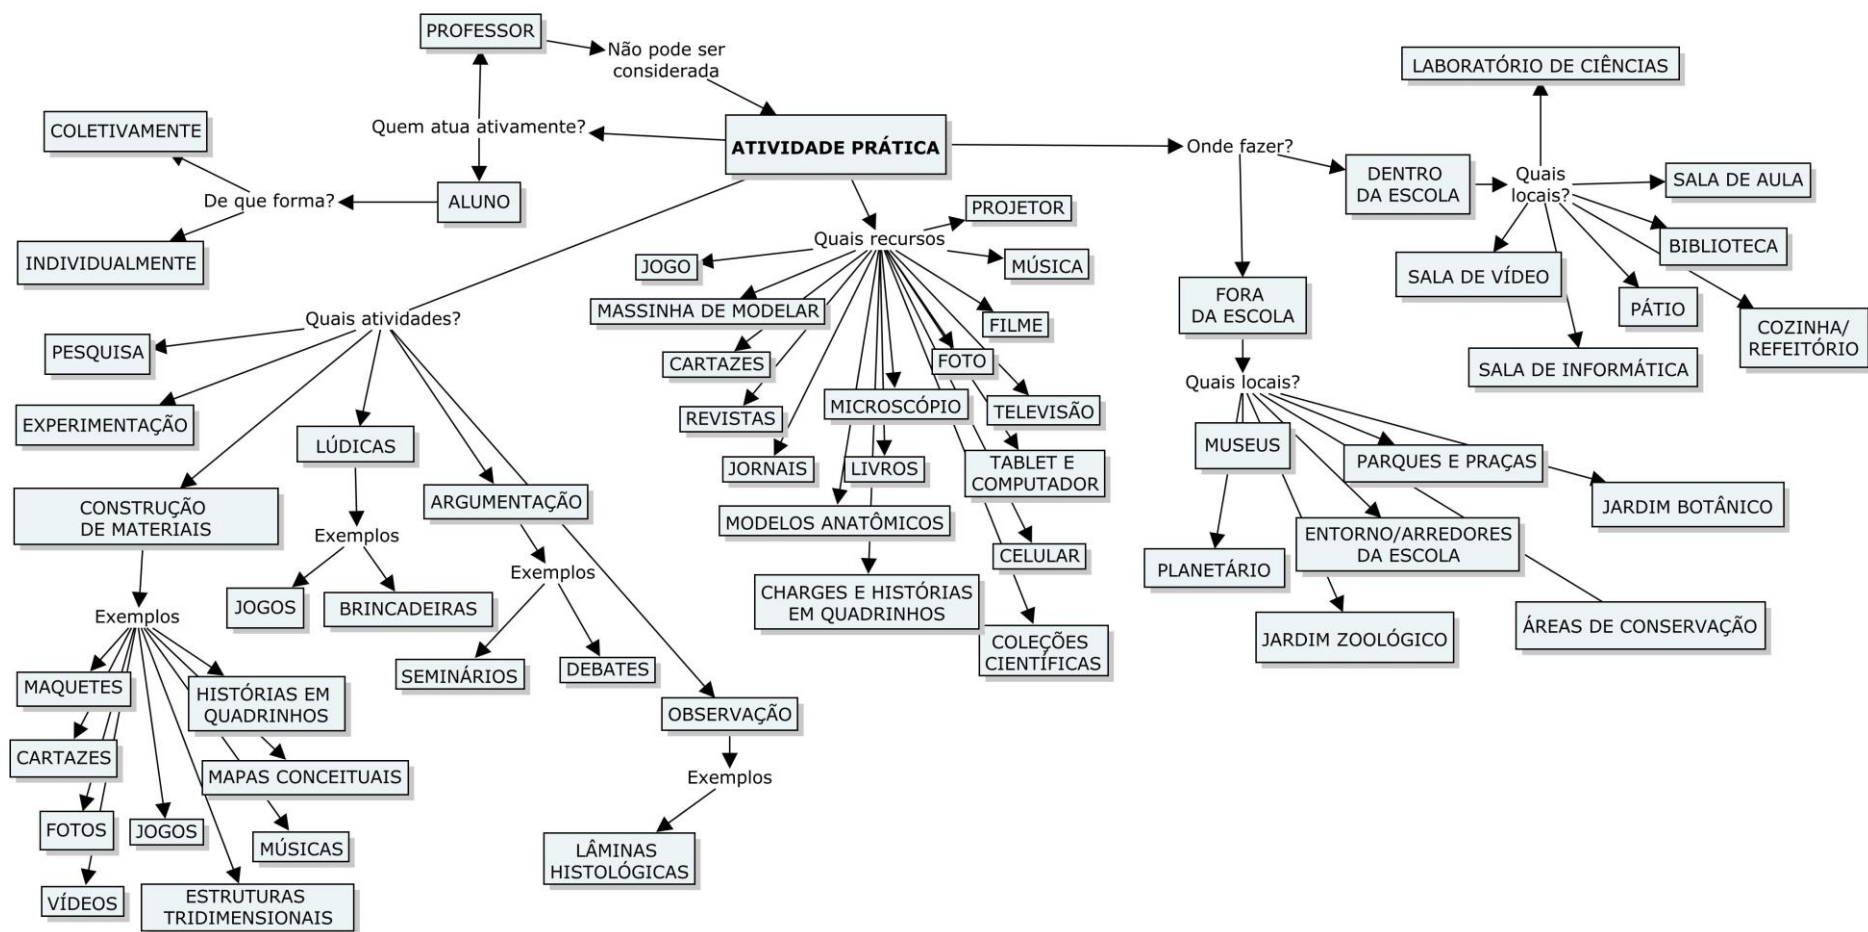 PROFESSOR
Não pode ser
considerada
Quem atua ativamente?
ATIVIDADE PRÁTICA
COLETIVAMENTE
De que forma?
ALUNO
INDIVIDUALMENTE
Onde fazer?
LABORATÓRIO DE CIÊNCIAS
DENTRO
DA ESCOLA
Quais
locais?
SALA DE AULA
BIBLIOTECA
SALA DE VÍDEO
PÁTIO
COZINHA/
REFEITÓRIO
SALA DE INFORMÁTICA
FORA
DA ESCOLA
Quais locais?
MUSEUS
PARQUES E PRAÇAS
JARDIM BOTÂNICO
ENTORNO/ARREDORES
DA ESCOLA
PLANETÁRIO
JARDIM ZOOLÓGICO
ÁREAS DE CONSERVAÇÃO
Quais recursos
PROJETOR
JOGO
MÚSICA
MASSINHA DE MODELAR
FILME
CARTAZES
FOTO
REVISTAS
MICROSCÓPIO
TELEVISÃO
JORNAIS
LIVROS
TABLET E
COMPUTADOR
MODELOS ANATÔMICOS
CELULAR
CHARGES E HISTÓRIAS
EM QUADRINHOS
COLEÇÕES
CIENTÍFICAS
Quais atividades?
PESQUISA
EXPERIMENTAÇÃO
LÚDICAS
CONSTRUÇÃO
DE MATERIAIS
ARGUMENTAÇÃO
Exemplos
JOGOS
BRINCADEIRAS
Exemplos
SEMINÁRIOS
DEBATES
OBSERVAÇÃO
Exemplos
LÂMINAS
HISTOLÓGICAS
Exemplos
MAQUETES
HISTÓRIAS EM
QUADRINHOS
CARTAZES
MAPAS CONCEITUAIS
FOTOS
JOGOS
MÚSICAS
VÍDEOS
ESTRUTURAS
TRIDIMENSIONAIS